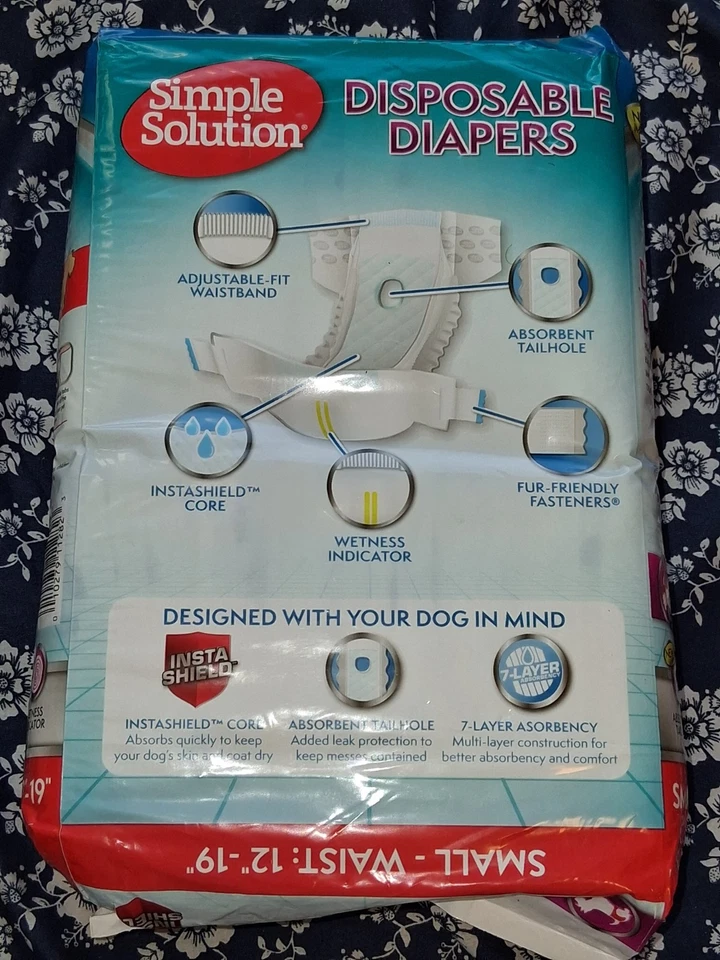 Simple
Solution®
DISPOSABLE
DIAPERS
ADJUSTABLE-FIT
WAISTBAND
ABSORBENT
TAILHOLE
INSTASHIELD™
CORE
FUR-FRIENDLY
FASTENERS®
WETNESS
INDICATOR
DESIGNED WITH YOUR DOG IN MIND
INSTA
SHIELD™
7-LAYER
ABSORBENCY
INSTASHIELD™ CORE
Absorbs quickly to keep
your dog's skin and coat dry
ABSORBENT TAILHOLE
Added leak protection to
keep messes contained
7-LAYER ASORBENCY
Multi-layer construction for
better absorbency and comfort
-19"
SMALL - WAIST: 12"-19"